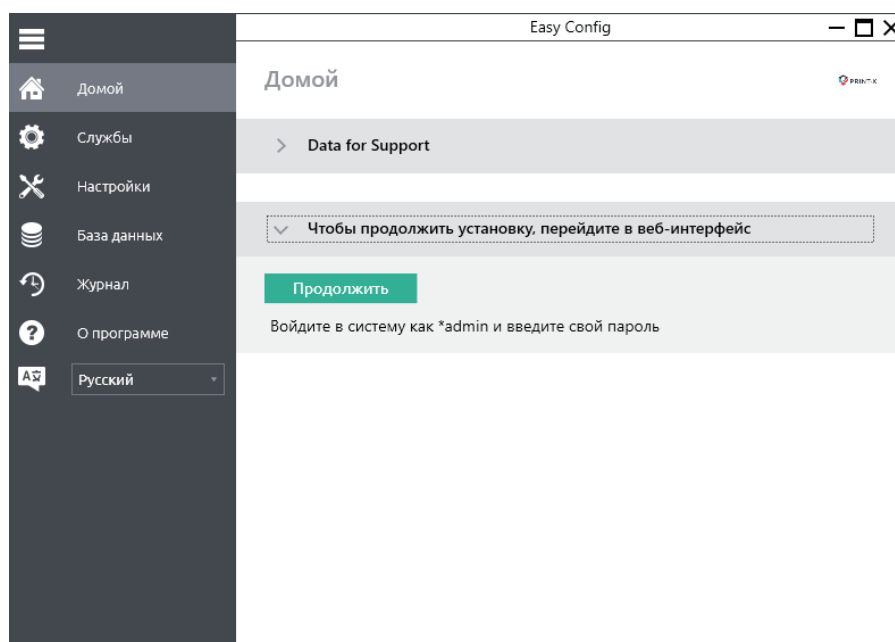 Easy Config
Домой
Службы
Настройки
База данных
Журнал
О программе
Русский
Домой
PRINT-X
Data for Support
Чтобы продолжить установку, перейдите в веб-интерфейс
Продолжить
Войдите в систему как *admin и введите свой пароль